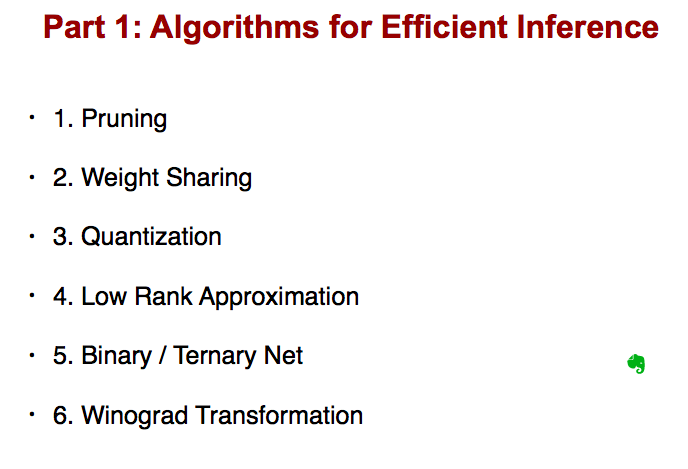 Part 1: Algorithms for Efficient Inference
• 1. Pruning
• 2. Weight Sharing
• 3. Quantization
• 4. Low Rank Approximation
• 5. Binary / Ternary Net
• 6. Winograd Transformation